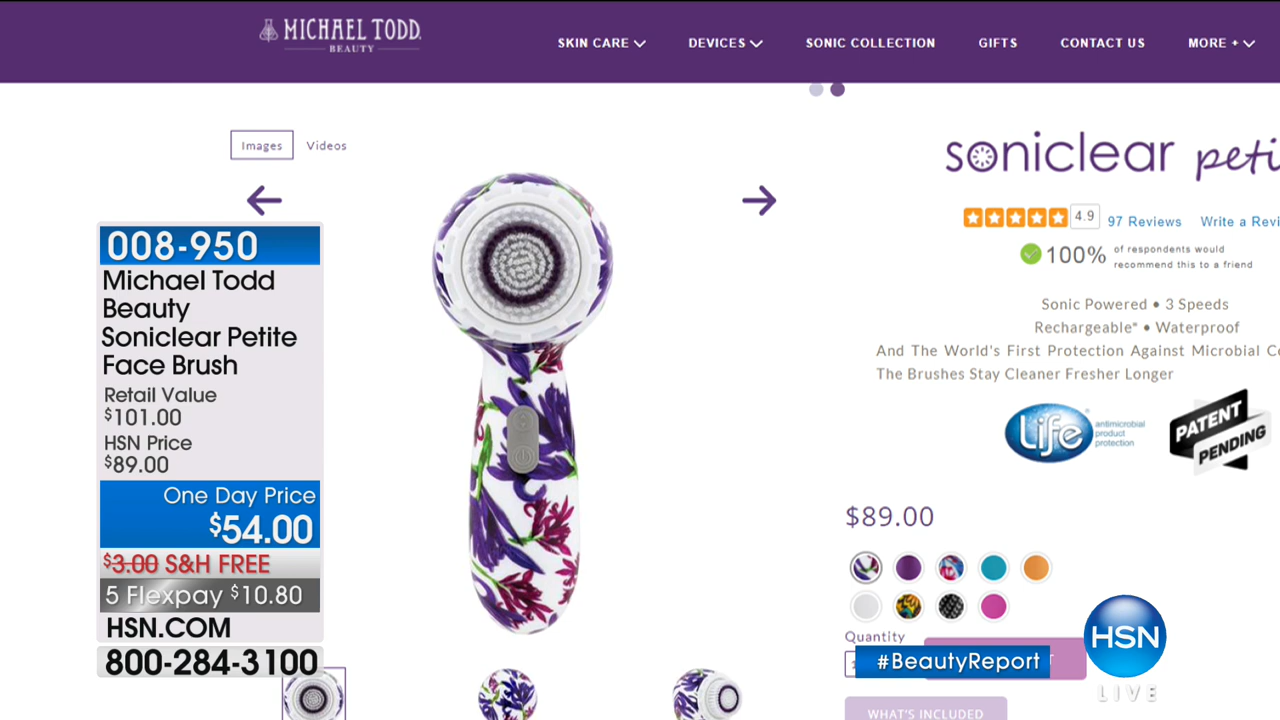 MICHAEL TODD
BEAUTY
SKIN CARE
DEVICES
SONIC COLLECTION
GIFTS
CONTACT US
MORE +
Images
Videos
008-950
Michael Todd
Beauty
Soniclear Petite
Face Brush
Retail Value
$101.00
HSN Price
$89.00
One Day Price
$54.00
$3.00 S&H FREE
5 Flexpay $10.80
HSN.COM
800-284-3100
soniclear peti
4.9
97 Reviews
Write a Revi
100%
of respondents would
recommend this to a friend
Sonic Powered • 3 Speeds
Rechargeable* • Waterproof
And The World's First Protection Against Microbial Co
The Brushes Stay Cleaner Fresher Longer
Life
antimicrobial
product
protection
PATENT
PENDING
$89.00
Quantity
#BeautyReport
HSN
LIVE
WHAT'S INCLUDED